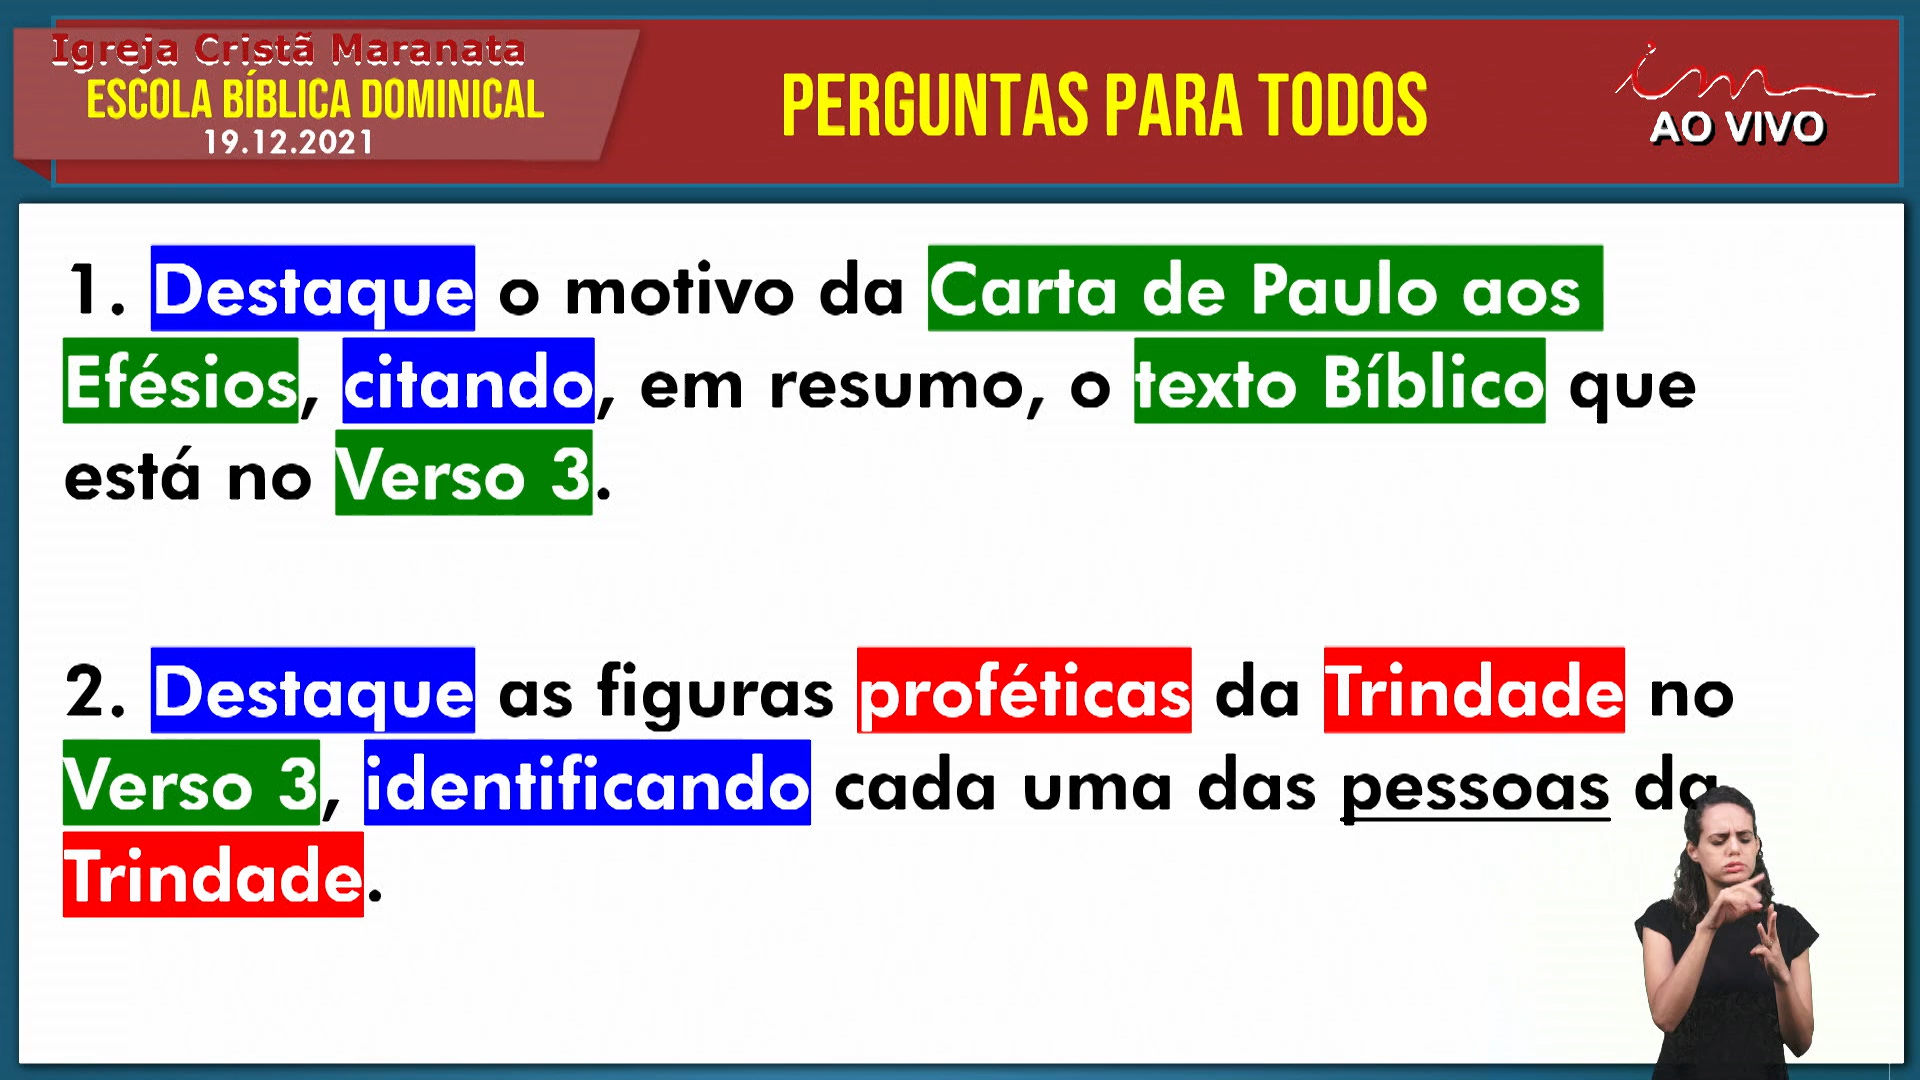 Igreja Cristã Maranata
ESCOLA BÍBLICA DOMINICAL
19.12.2021
PERGUNTAS PARA TODOS
im
AO VIVO
1. Destaque o motivo da Carta de Paulo aos
Efésios, citando, em resumo, o texto Bíblico que
está no Verso 3.
2. Destaque as figuras proféticas da Trindade no
Verso 3, identificando cada uma das pessoas da
Trindade.